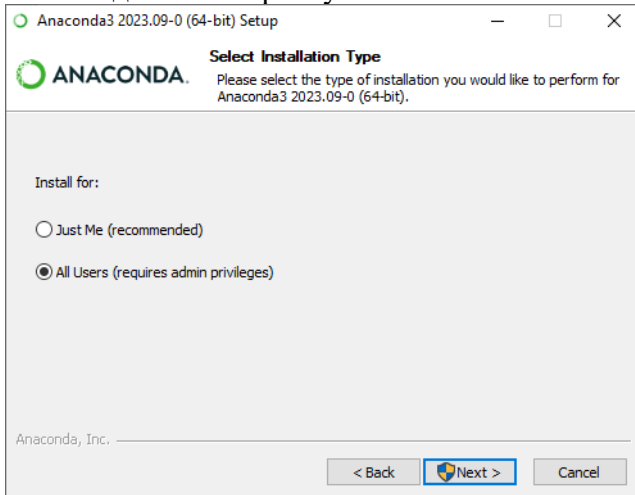 Anaconda3 2023.09-0 (64-bit) Setup
ANACONDA.
Select Installation Type
Please select the type of installation you would like to perform for
Anaconda3 2023.09-0 (64-bit).
Install for:
Just Me (recommended)
All Users (requires admin privileges)
Anaconda, Inc.
< Back
Next >
Cancel